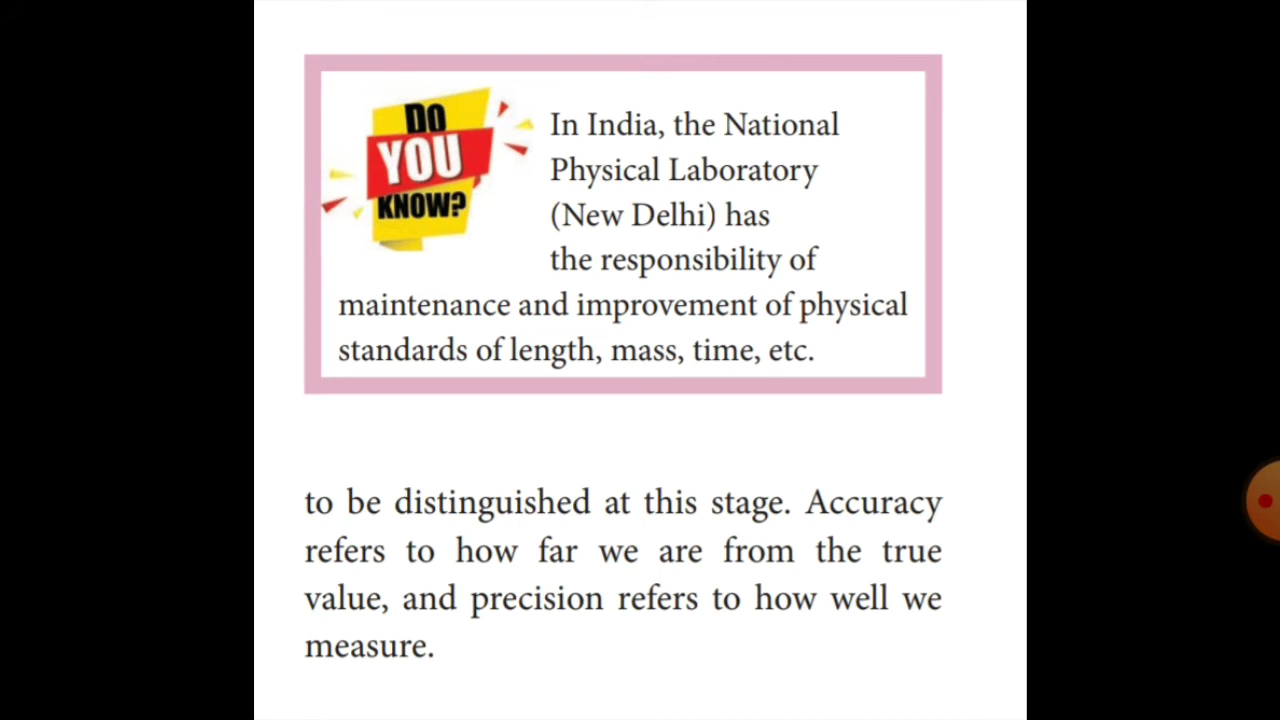 DO
YOU
KNOW?
In India, the National
Physical Laboratory
(New Delhi) has
the responsibility of
maintenance and improvement of physical
standards of length, mass, time, etc.
to be distinguished at this stage. Accuracy
refers to how far we are from the true
value, and precision refers to how well we
measure.